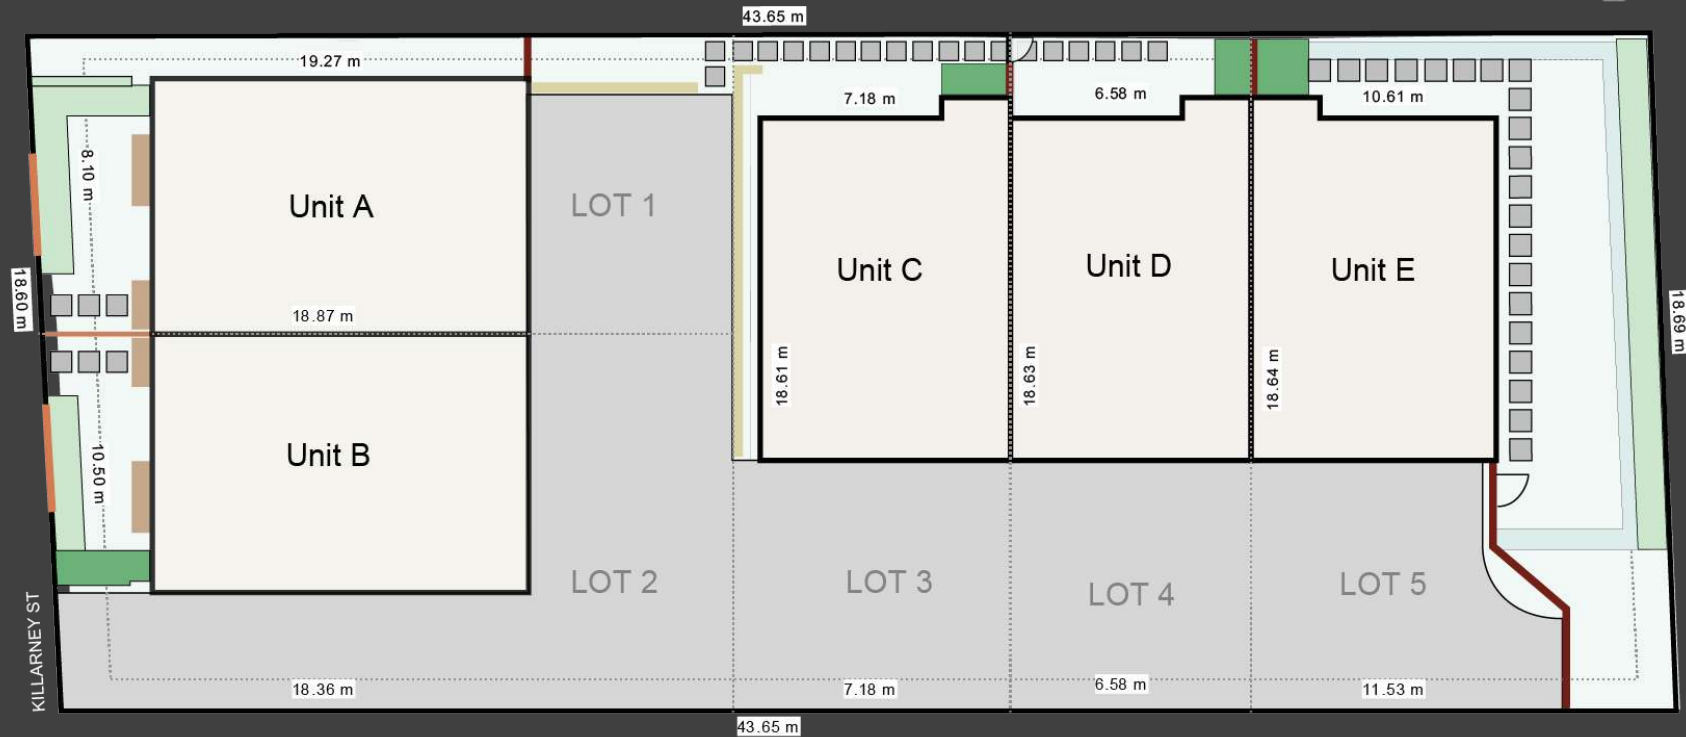 43.65 m
19.27 m
7.18 m
6.58 m
10.61 m
8.10 m
Unit A
LOT 1
Unit C
Unit D
Unit E
18.60 m
18.87 m
18.69 m
18.61 m
18.63 m
18.64 m
Unit B
10.50 m
LOT 2
LOT 3
LOT 4
LOT 5
KILLARNEY ST
18.36 m
7.18 m
6.58 m
11.53 m
43.65 m